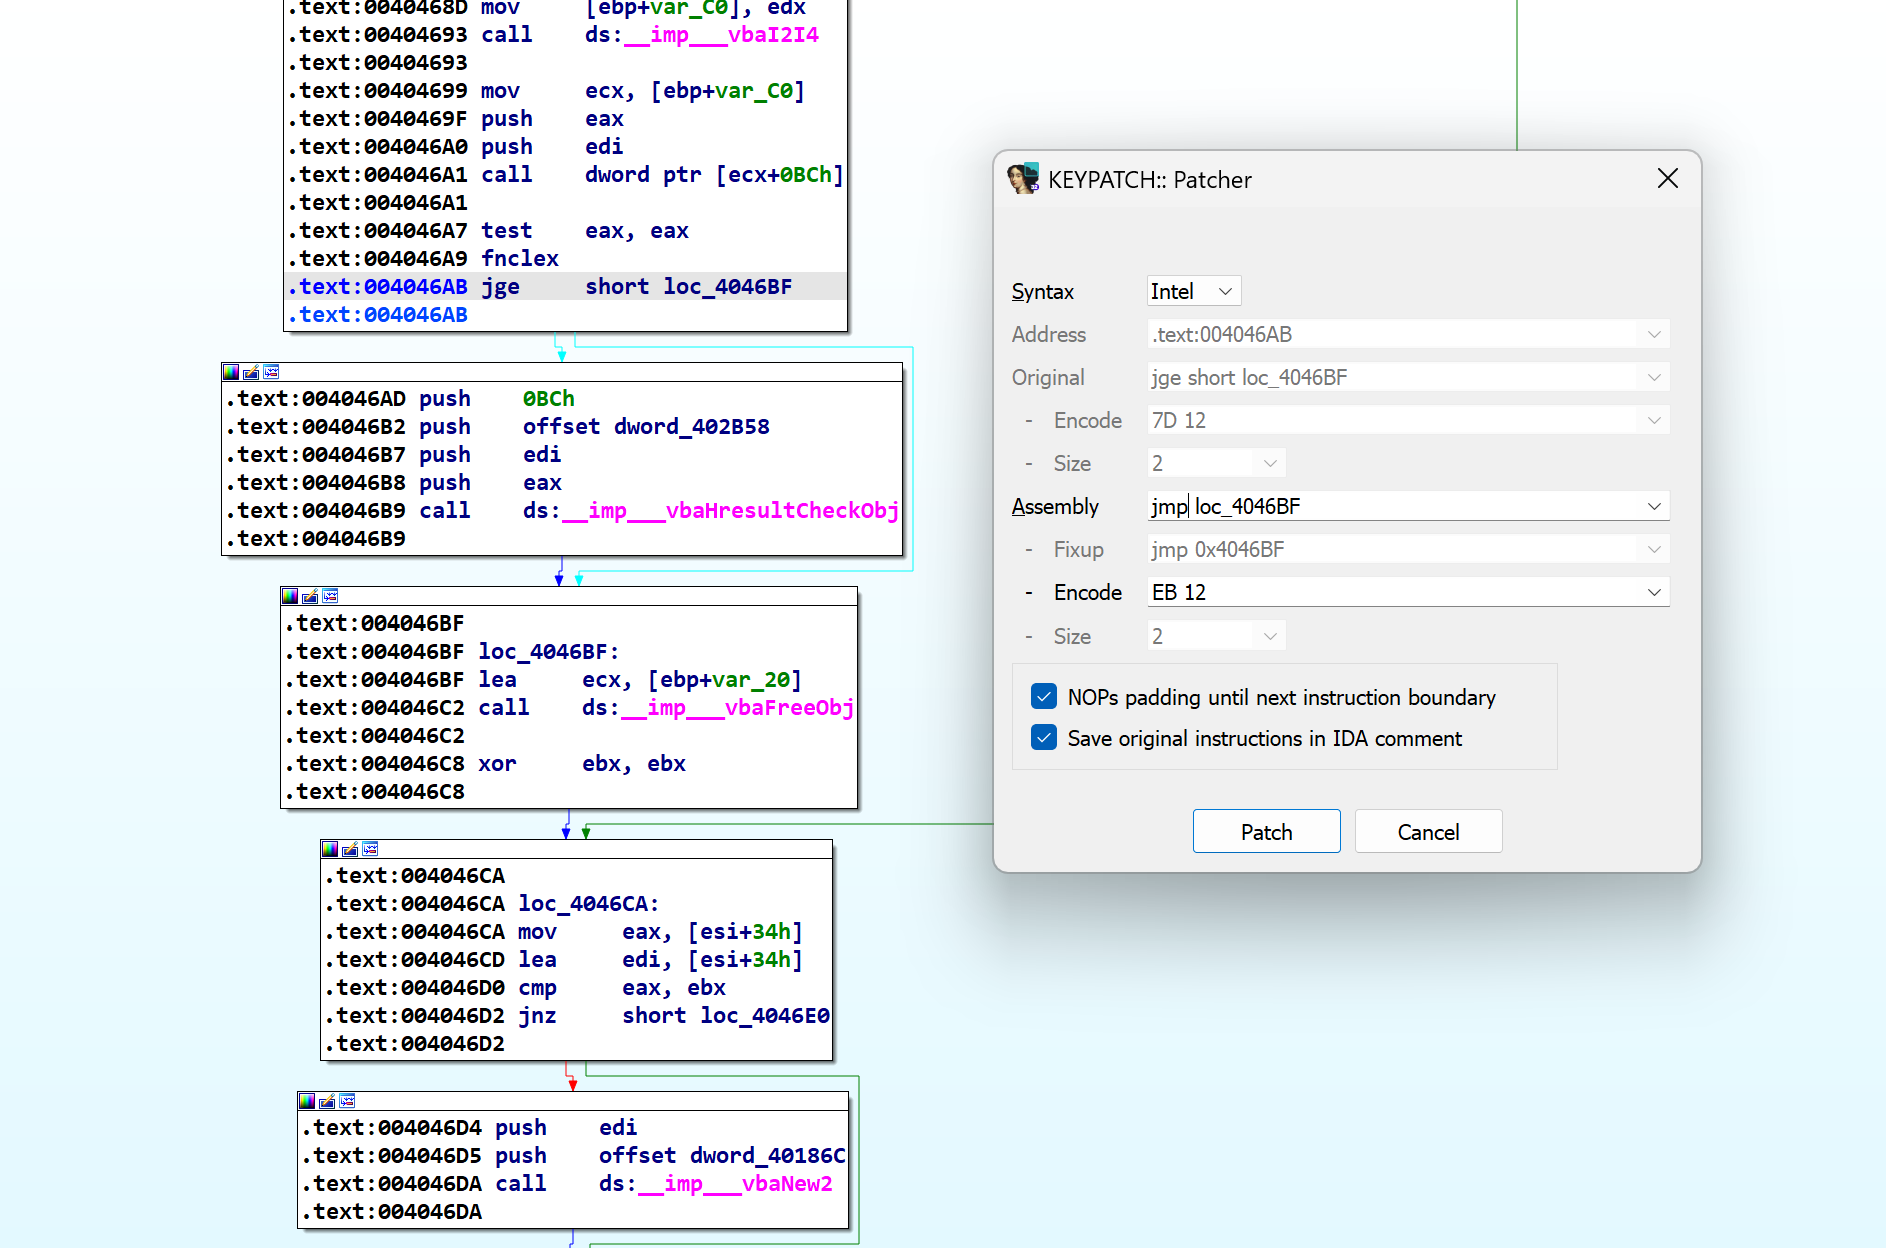 .text:0040468D mov     [ebp+var_C0], edx
.text:00404693 call    ds:__imp___vbaI2I4
.text:00404693
.text:00404699 mov     ecx, [ebp+var_C0]
.text:0040469F push    eax
.text:004046A0 push    edi
.text:004046A1 call    dword ptr [ecx+0BCh]
.text:004046A1
.text:004046A7 test    eax, eax
.text:004046A9 fnclex
.text:004046AB jge     short loc_4046BF
.text:004046AB
.text:004046AD push    0BCh
.text:004046B2 push    offset dword_402B58
.text:004046B7 push    edi
.text:004046B8 push    eax
.text:004046B9 call    ds:__imp___vbaHresultCheckObj
.text:004046B9
.text:004046BF
.text:004046BF loc_4046BF:
.text:004046BF lea     ecx, [ebp+var_20]
.text:004046C2 call    ds:__imp___vbaFreeObj
.text:004046C2
.text:004046C8 xor     ebx, ebx
.text:004046C8
.text:004046CA
.text:004046CA loc_4046CA:
.text:004046CA mov     eax, [esi+34h]
.text:004046CD lea     edi, [esi+34h]
.text:004046D0 cmp     eax, ebx
.text:004046D2 jnz     short loc_4046E0
.text:004046D2
.text:004046D4 push    edi
.text:004046D5 push    offset dword_40186C
.text:004046DA call    ds:__imp___vbaNew2
.text:004046DA
KEYPATCH:: Patcher
Syntax Intel
Address .text:004046AB
Original jge short loc_4046BF
- Encode 7D 12
- Size 2
Assembly jmp loc_4046BF
- Fixup jmp 0x4046BF
- Encode EB 12
- Size 2
NOPs padding until next instruction boundary
Save original instructions in IDA comment
Patch Cancel